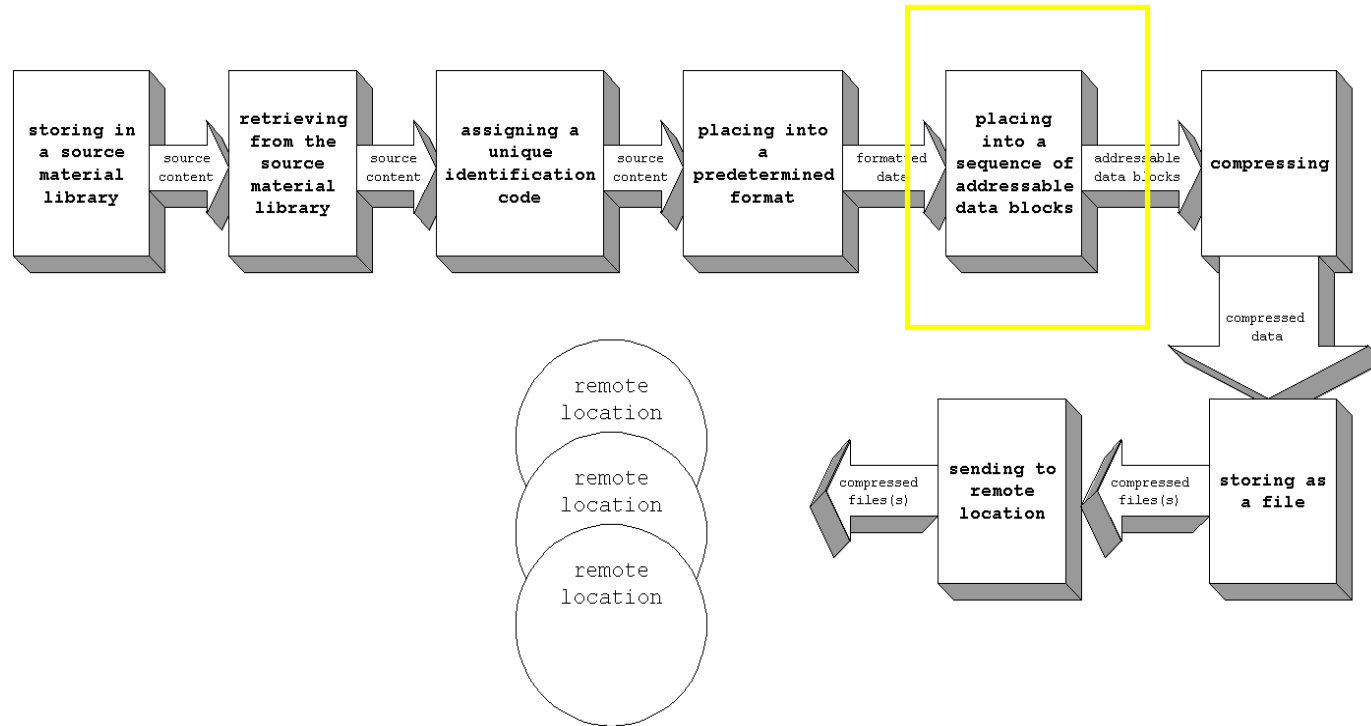 storing in
a source
material
library
source
content
retrieving
from the
source
material
library
source
content
assigning a
unique
identification
code
source
content
placing into
a
predetermined
format
formatted
data
placing
into a
sequence of
addressable
data blocks
addressable
data blocks
compressing
compressed
data
storing as
a file
compressed
files(s)
sending to
remote
location
compressed
files(s)
remote
location
remote
location
remote
location